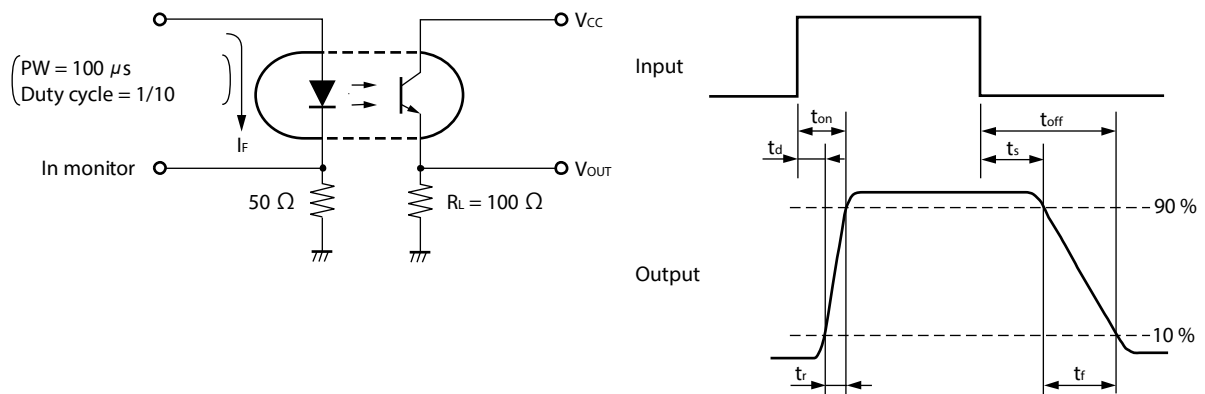 VCC
PW = 100 µs
Duty cycle = 1/10
IF
In monitor
VOUT
50 Ω
RL = 100 Ω
Input
ton
toff
td
ts
90 %
Output
10 %
tr
tf